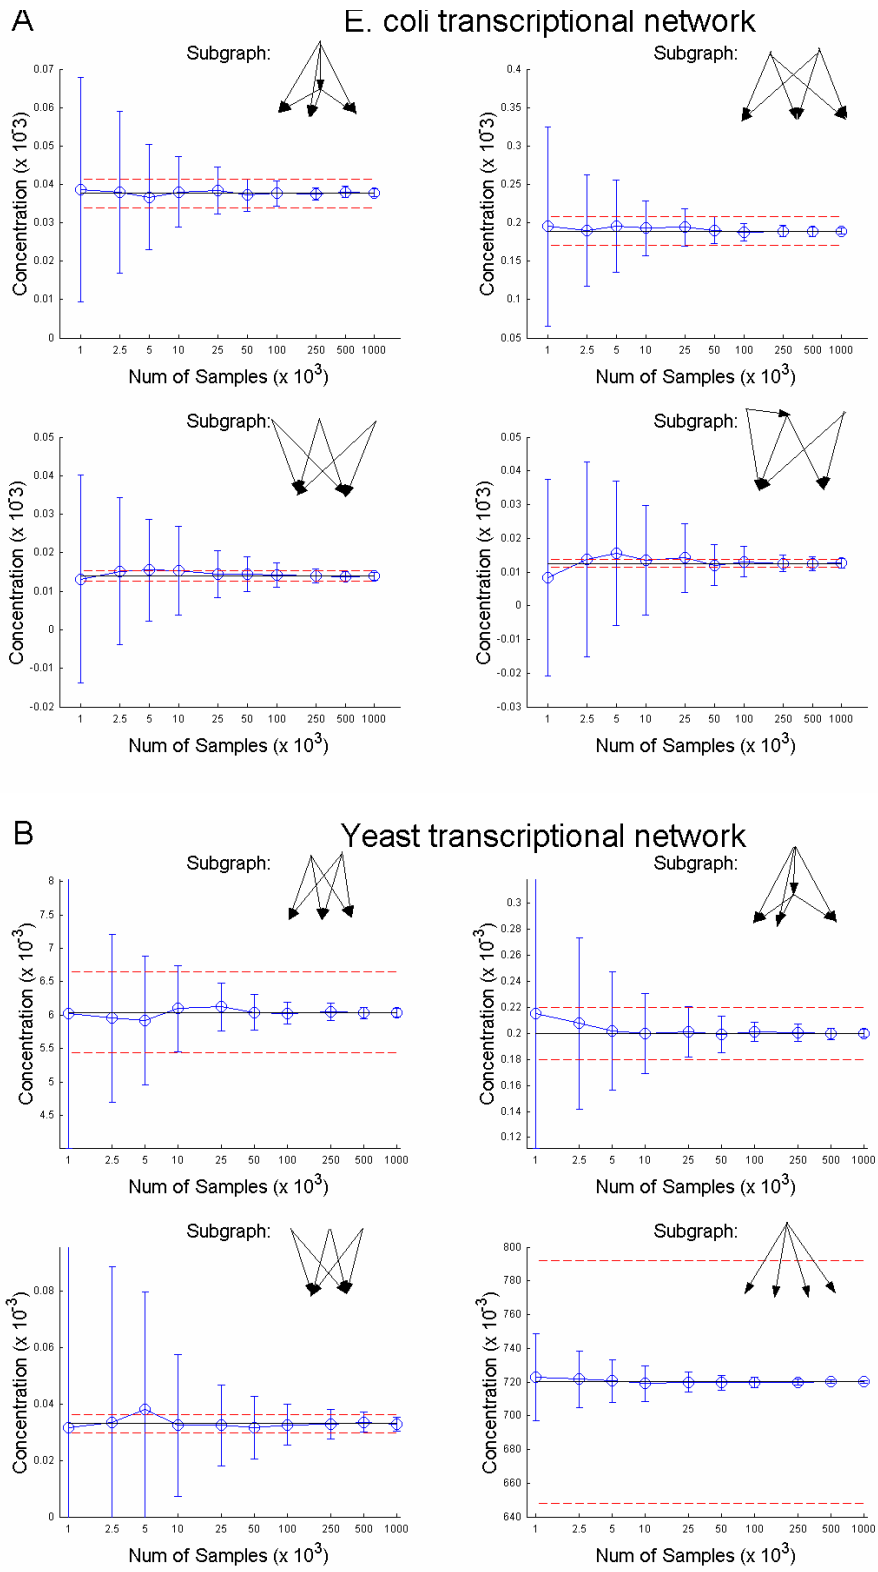 A
E. coli transcriptional network
Subgraph:
0.07
0.06
0.05
0.04
0.03
0.02
0.01
0
Concentration (x 10-3)
1 2.5 5 10 25 50 100 250 500 1000
Num of Samples (x 10³)
Subgraph:
0.4
0.35
0.3
0.25
0.2
0.15
0.1
0.05
Concentration (x 10-3)
1 2.5 5 10 25 50 100 250 500 1000
Num of Samples (x 10³)
Subgraph:
0.05
0.04
0.03
0.02
0.01
0
-0.01
-0.02
Concentration (x 10-3)
1 2.5 5 10 25 50 100 250 500 1000
Num of Samples (x 10³)
Subgraph:
0.05
0.04
0.03
0.02
0.01
0
-0.01
-0.02
-0.03
Concentration (x 10-3)
1 2.5 5 10 25 50 100 250 500 1000
Num of Samples (x 10³)
B
Yeast transcriptional network
Subgraph:
8
7.5
7
6.5
6
5.5
5
4.5
Concentration (x 10-3)
1 2.5 5 10 25 50 100 250 500 1000
Num of Samples (x 10³)
Subgraph:
0.3
0.28
0.26
0.24
0.22
0.2
0.18
0.16
0.14
0.12
Concentration (x 10-3)
1 2.5 5 10 25 50 100 250 500 1000
Num of Samples (x 10³)
Subgraph:
0.08
0.06
0.04
0.02
0
Concentration (x 10-3)
1 2.5 5 10 25 50 100 250 500 1000
Num of Samples (x 10³)
Subgraph:
800
780
760
740
720
700
680
660
640
Concentration (x 10-3)
1 2.5 5 10 25 50 100 250 500 1000
Num of Samples (x 10³)